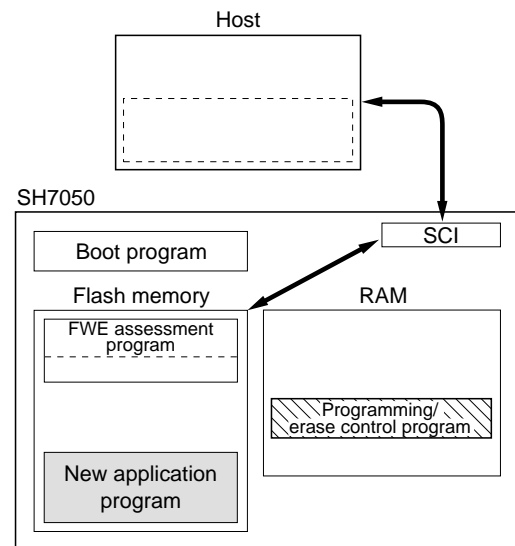 Host
SH7050
SCI
Boot program
Flash memory
RAM
FWE assessment
program
Programming/
erase control program
New application
program